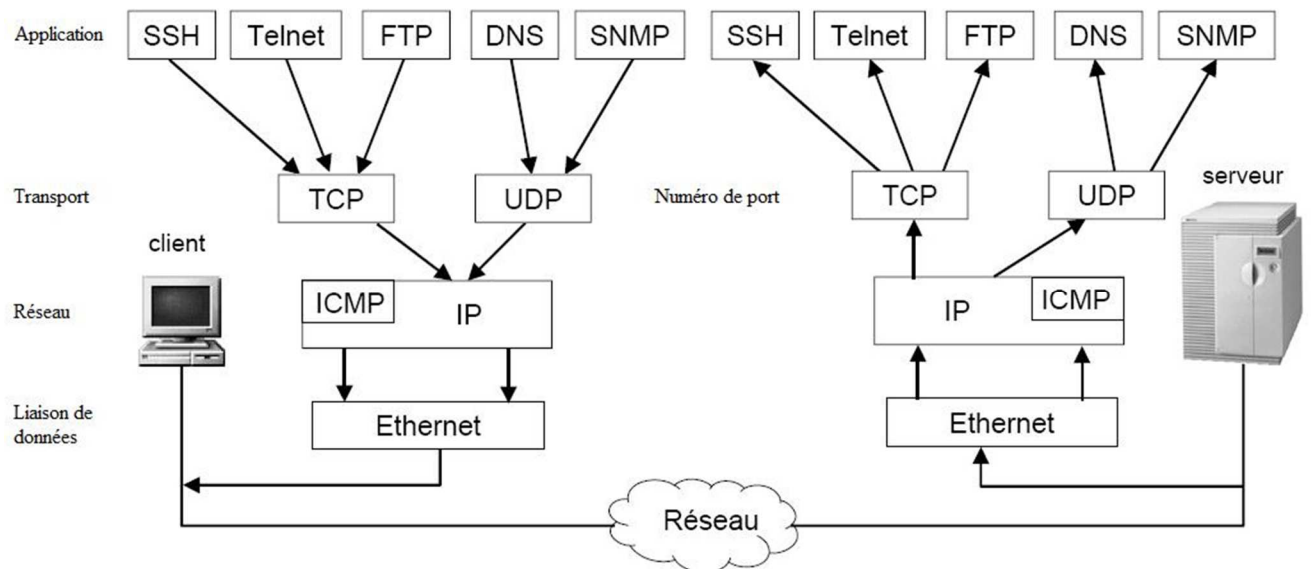 Application
SSH
Telnet
FTP
DNS
SNMP
SSH
Telnet
FTP
DNS
SNMP
Transport
TCP
UDP
Numéro de port
TCP
UDP
serveur
client
Réseau
ICMP
IP
IP
ICMP
Liaison de
données
Ethernet
Ethernet
Réseau